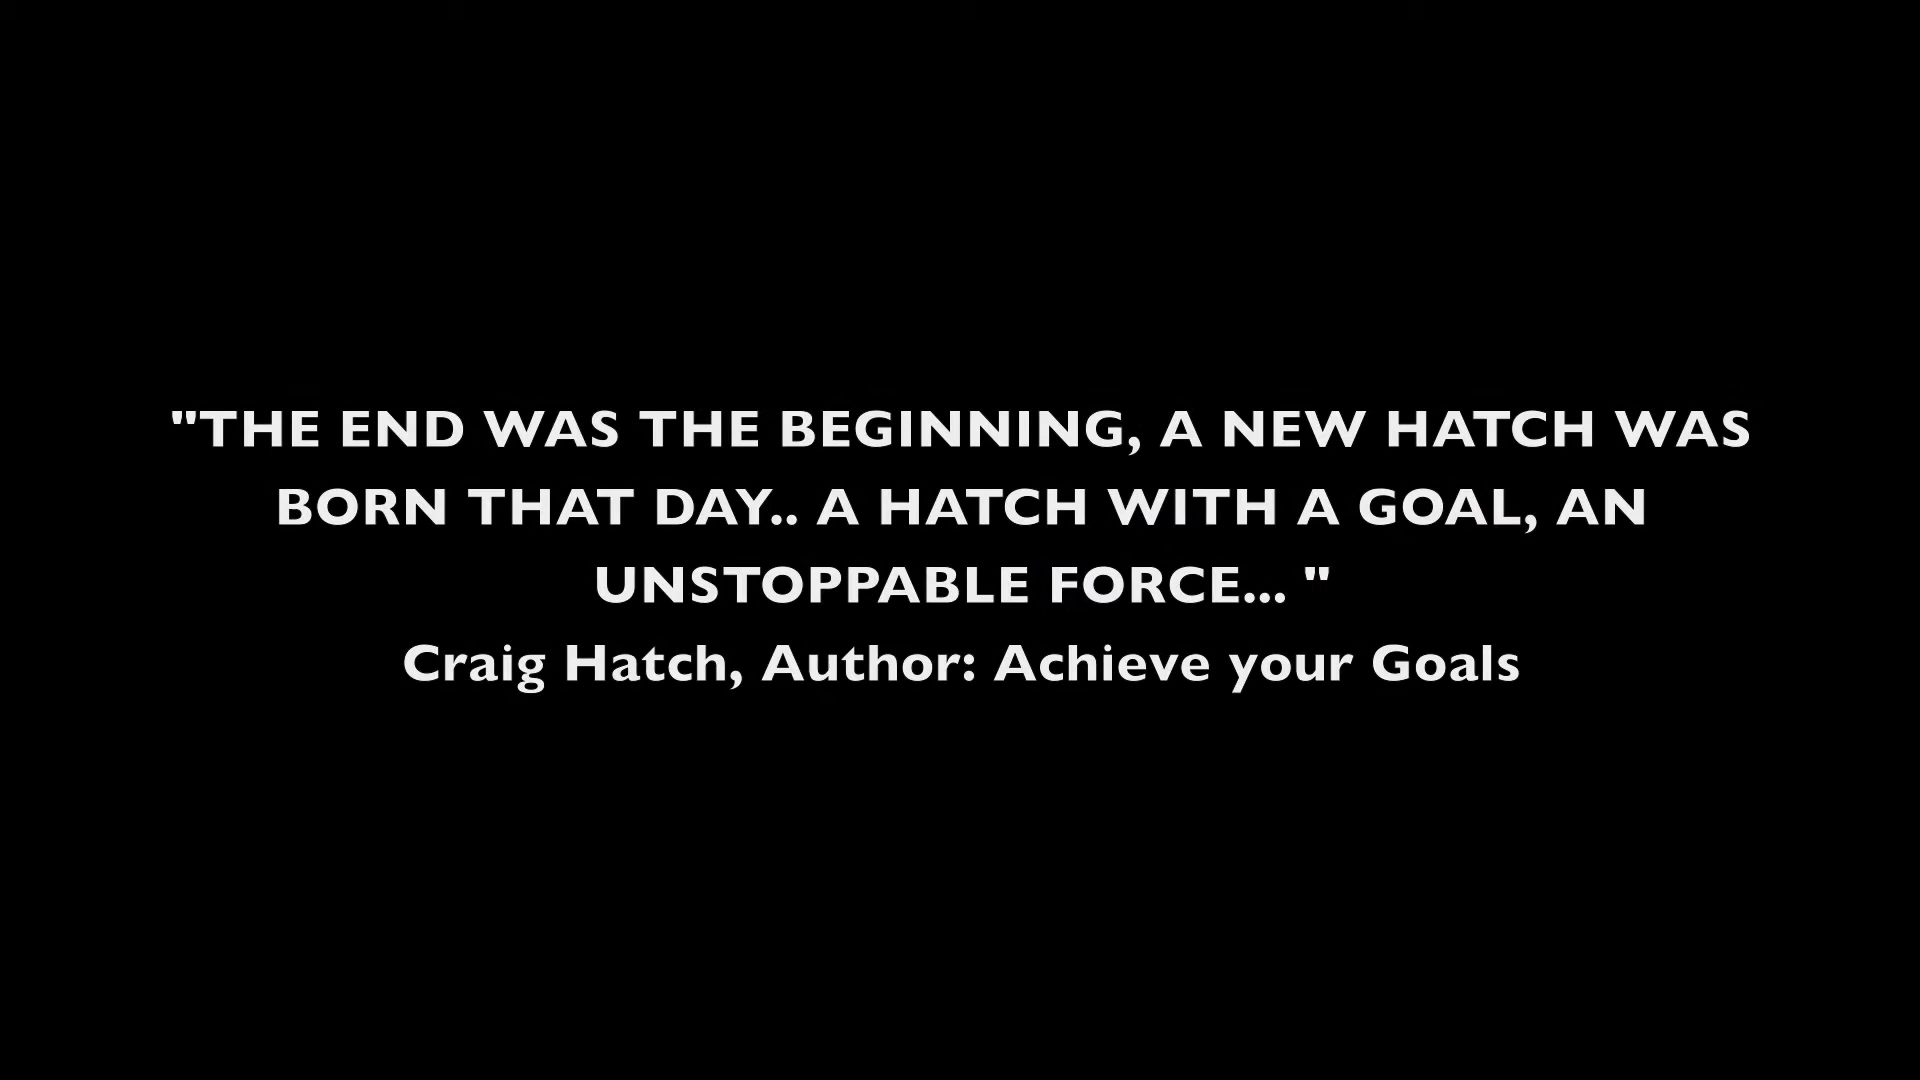 "THE END WAS THE BEGINNING, A NEW HATCH WAS
BORN THAT DAY.. A HATCH WITH A GOAL, AN
UNSTOPPABLE FORCE... "
Craig Hatch, Author: Achieve your Goals